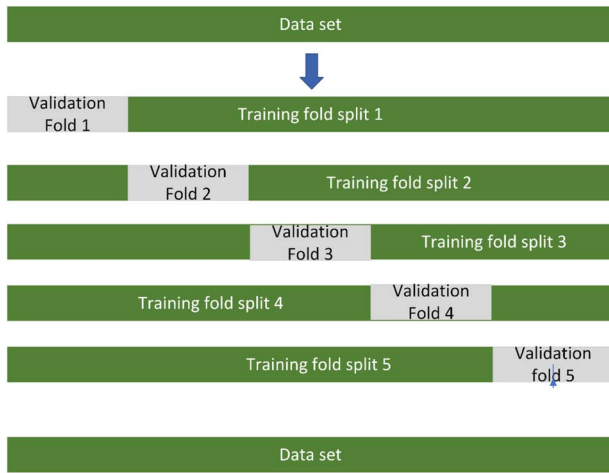 Data set
Validation
Fold 1
Training fold split 1
Validation
Fold 2
Training fold split 2
Validation
Fold 3
Training fold split 3
Training fold split 4
Validation
Fold 4
Training fold split 5
Validation
fold 5
Data set